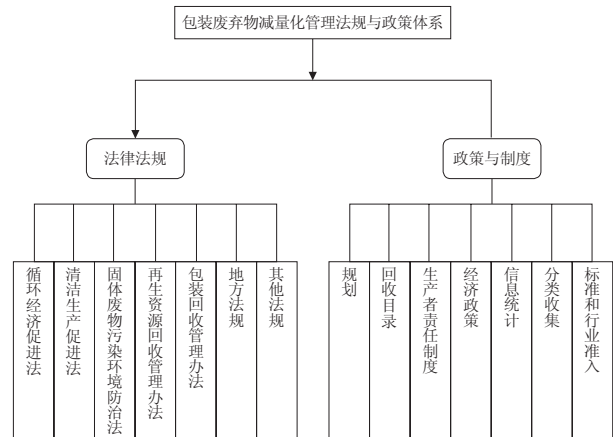 包装废弃物减量化管理法规与政策体系
法律法规
政策与制度
循环经济促进法
清洁生产促进法
固体废物污染环境防治法
再生资源回收管理办法
包装回收管理办法
地方法规
其他法规
规划
回收目录
生产者责任制度
经济政策
信息统计
分类收集
标准和行业准入